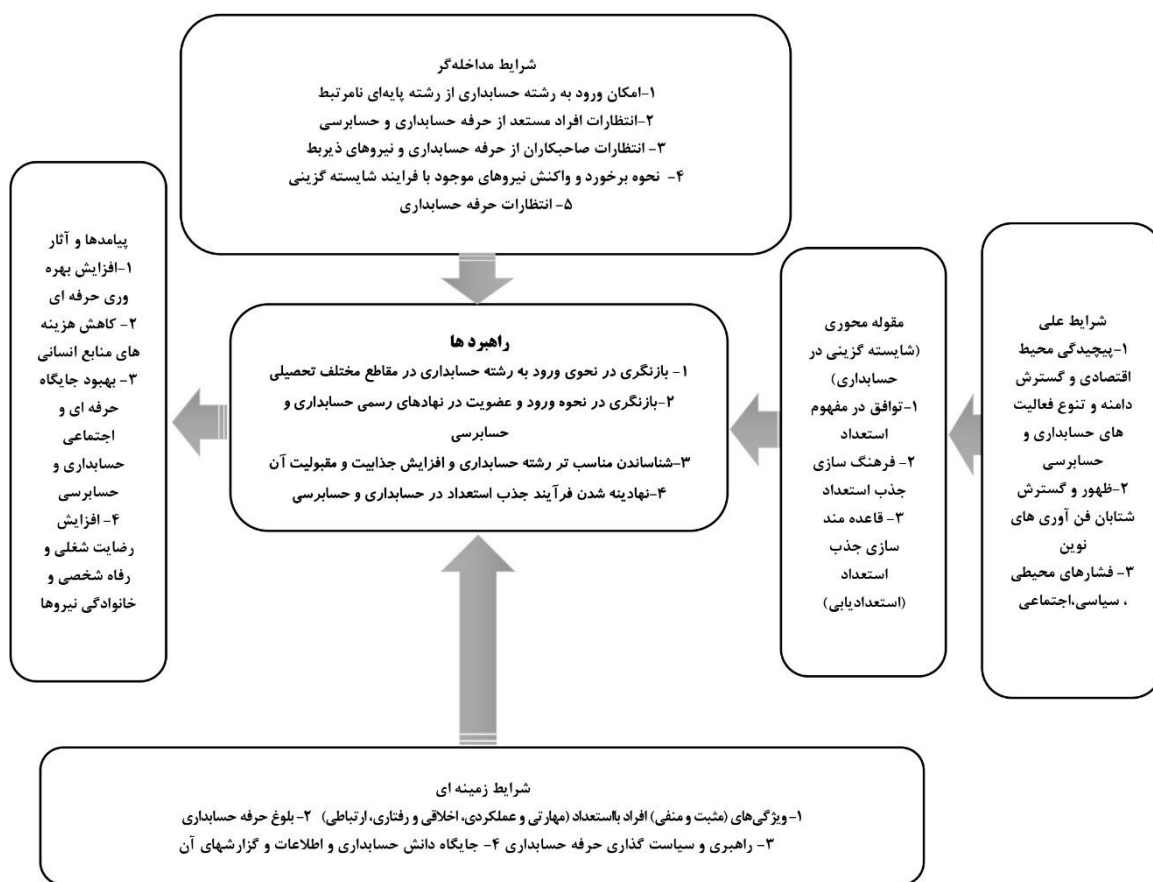 شرایط مداخله‌گر
۱-امکان ورود به رشته حسابداری از رشته پایه‌ای نامرتبط
۲-انتظارات افراد مستعد از حرفه حسابداری و حسابرسی
۳- انتظارات صاحبکاران از حرفه حسابداری و نیروهای ذیربط
۴- نحوه برخورد و واکنش نیروهای موجود با فرایند شایسته گزینی
۵- انتظارات حرفه حسابداری
شرایط علی
۱-پیچیدگی محیط
اقتصادی و گسترش
دامنه و تنوع فعالیت
های حسابداری و
حسابرسی
۲-ظهور و گسترش
شتابان فن آوری های
نوین
۳- فشارهای محیطی
، سیاسی،اجتماعی
مقوله محوری
(شایسته گزینی در
حسابداری)
۱-توافق در مفهوم
استعداد
۲- فرهنگ سازی
جذب استعداد
۳- قاعده مند
سازی جذب
استعداد
(استعدادیابی)
راهبرد ها
۱- بازنگری در نحوی ورود به رشته حسابداری در مقاطع مختلف تحصیلی
۲-بازنگری در نحوه ورود و عضویت در نهادهای رسمی حسابداری و
حسابرسی
۳-شناساندن مناسب تر رشته حسابداری و افزایش جذابیت و مقبولیت آن
۴-نهادینه شدن فرآیند جذب استعداد در حسابداری و حسابرسی
پیامدها و آثار
۱-افزایش بهره
وری حرفه ای
۲- کاهش هزینه
های منابع انسانی
۳- بهبود جایگاه
حرفه ای و
اجتماعی
حسابداری و
حسابرسی
۴- افزایش
رضایت شغلی و
رفاه شخصی و
خانوادگی نیروها
شرایط زمینه ای
۱- ویژگی‌های (مثبت و منفی) افراد بااستعداد (مهارتی و عملکردی، اخلاقی و رفتاری، ارتباطی) ۲- بلوغ حرفه حسابداری
۳- راهبری و سیاست گذاری حرفه حسابداری ۴- جایگاه دانش حسابداری و اطلاعات و گزارشهای آن